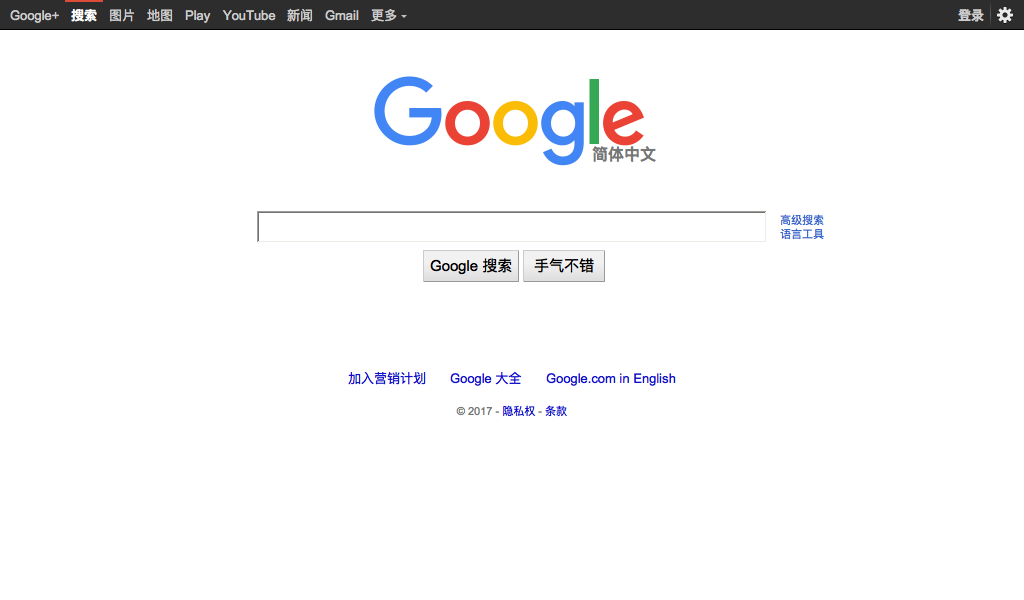 Google+ 搜索 图片 地图 Play YouTube 新闻 Gmail 更多 登录
Google
简体中文
高级搜索
语言工具
Google 搜索 手气不错
加入营销计划 Google 大全 Google.com in English
© 2017 - 隐私权 - 条款